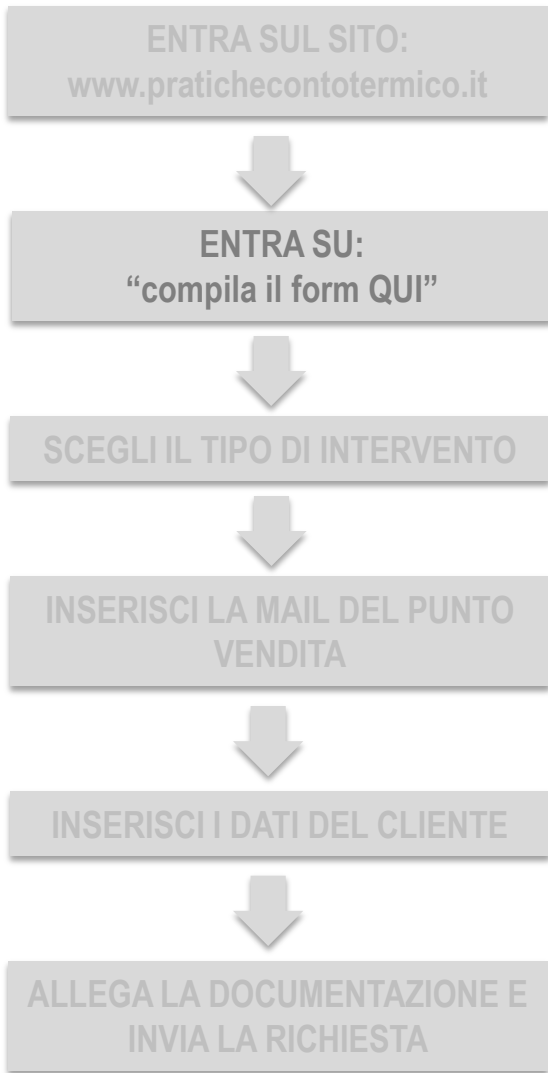 ENTRA SUL SITO:
www.pratichecontotermico.it
ENTRA SU:
“compila il form QUI”
SCEGLI IL TIPO DI INTERVENTO
INSERISCI LA MAIL DEL PUNTO
VENDITA
INSERISCI I DATI DEL CLIENTE
ALLEGA LA DOCUMENTAZIONE E
INVIA LA RICHIESTA